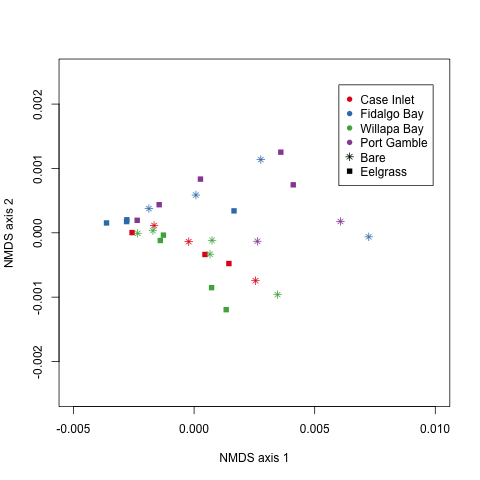 Case Inlet
Fidalgo Bay
Willapa Bay
Port Gamble
Bare
Eelgrass
NMDS axis 2
0.002
0.001
0.000
-0.001
-0.002
-0.005
0.000
0.005
0.010
NMDS axis 1